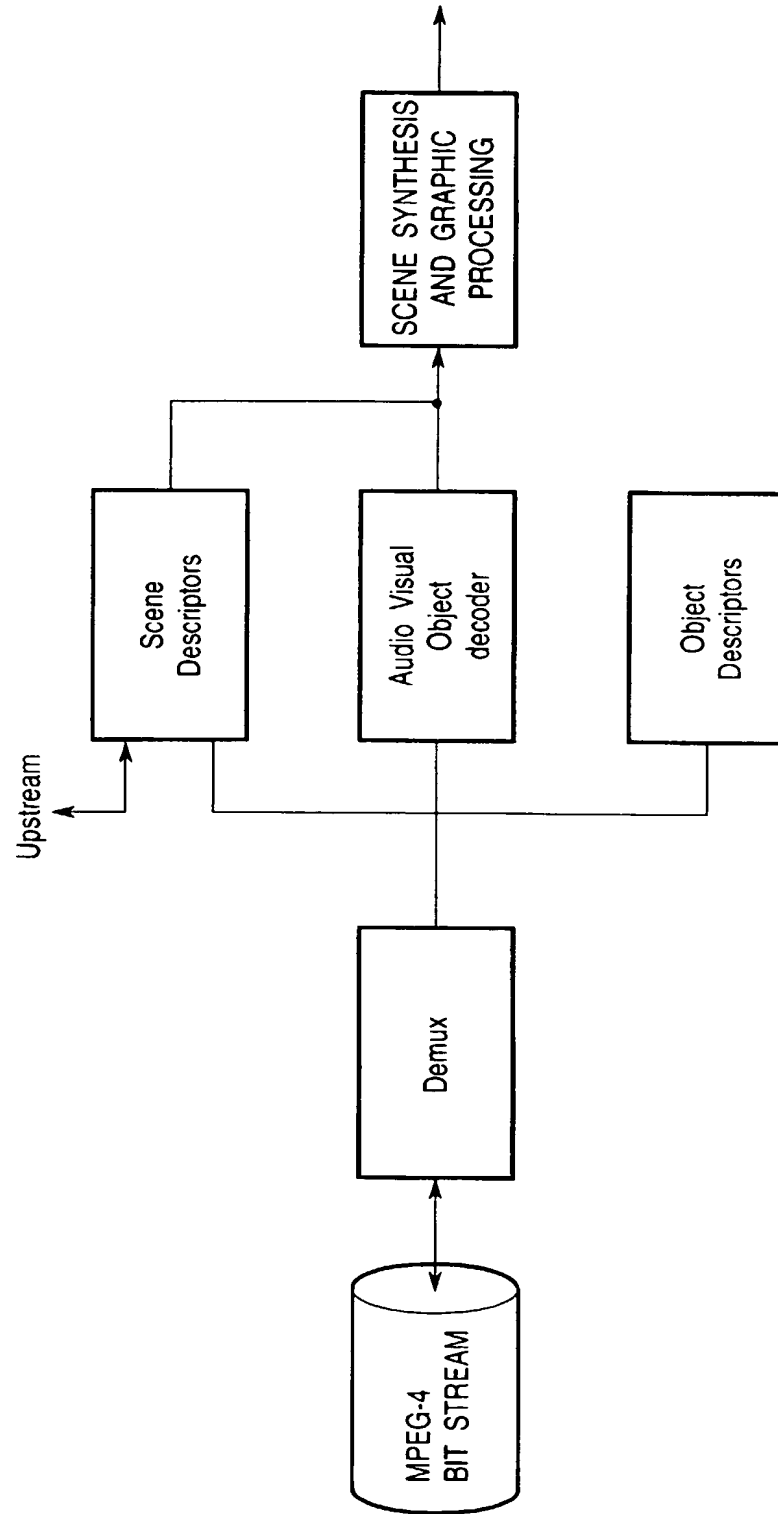 MPEG-4
BIT STREAM
Demux
Upstream
Scene
Descriptors
Audio Visual
Object
decoder
Object
Descriptors
SCENE SYNTHESIS
AND GRAPHIC
PROCESSING